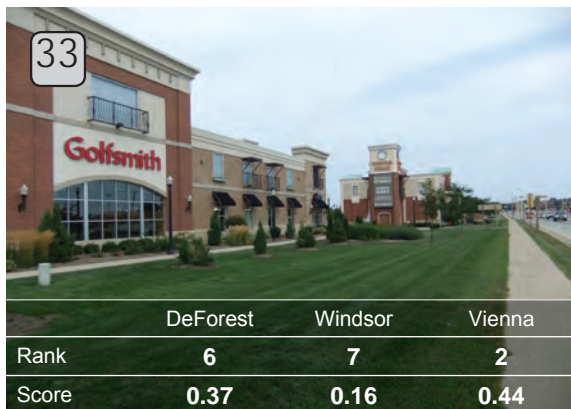 33
Golfsmith
DeForest Windsor Vienna
Rank 6 7 2
Score 0.37 0.16 0.44